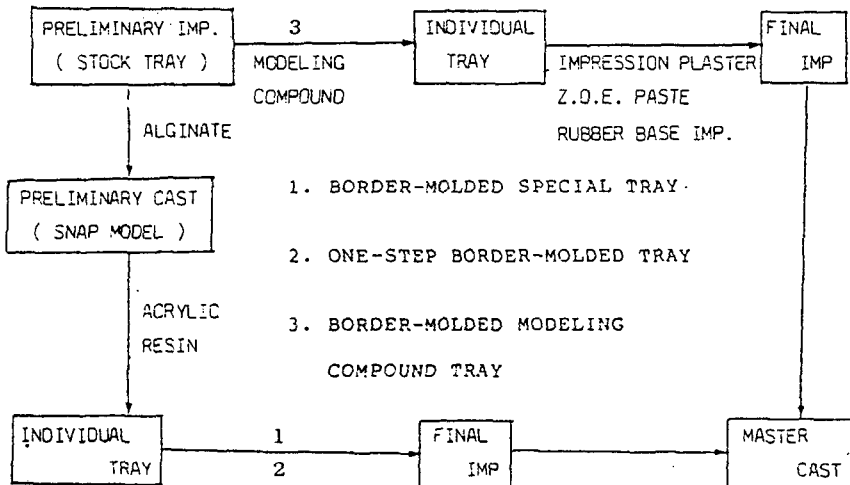 PRELIMINARY IMP.
( STOCK TRAY )
3
MODELING
COMPOUND
INDIVIDUAL
TRAY
IMPRESSION PLASTER
Z.O.E. PASTE
RUBBER BASE IMP.
FINAL
IMP
ALGINATE
PRELIMINARY CAST
( SNAP MODEL )
1. BORDER-MOLDED SPECIAL TRAY
2. ONE-STEP BORDER-MOLDED TRAY
3. BORDER-MOLDED MODELING
COMPOUND TRAY
ACRYLIC
RESIN
INDIVIDUAL
TRAY
1
2
FINAL
IMP
MASTER
CAST